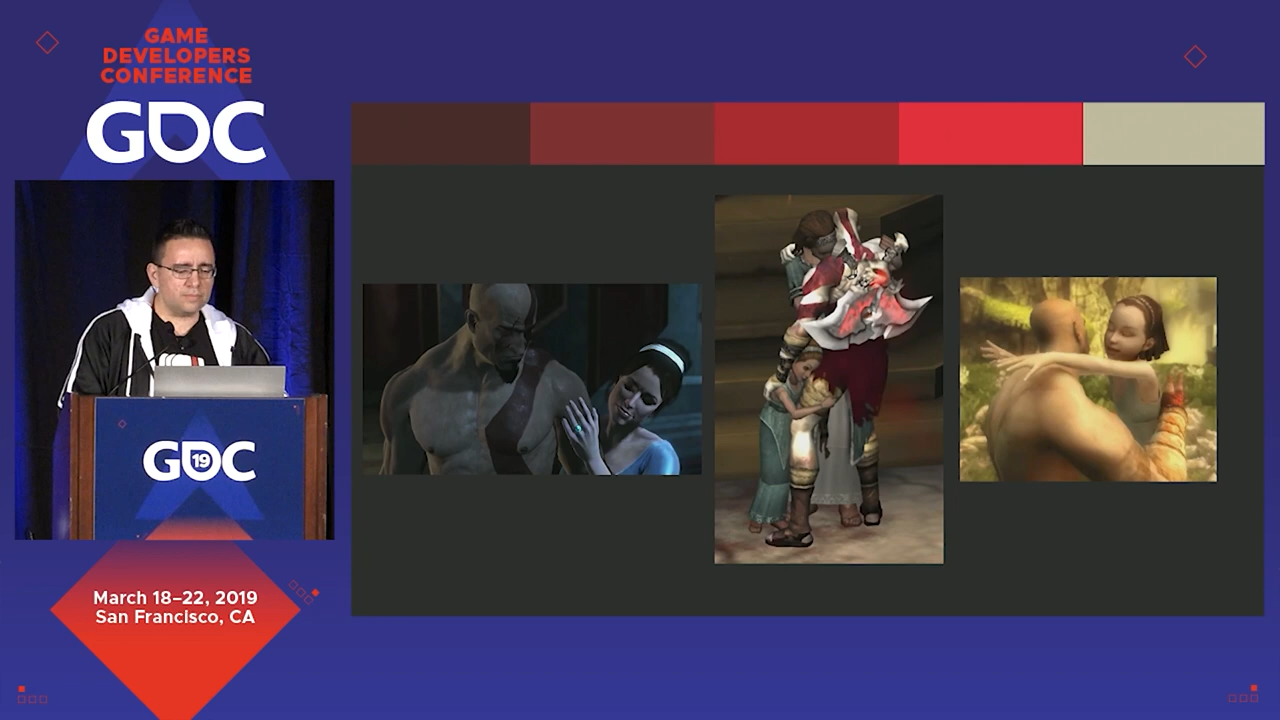 GAME
DEVELOPERS
CONFERENCE
GDC
GDC
19
March 18–22, 2019
San Francisco, CA